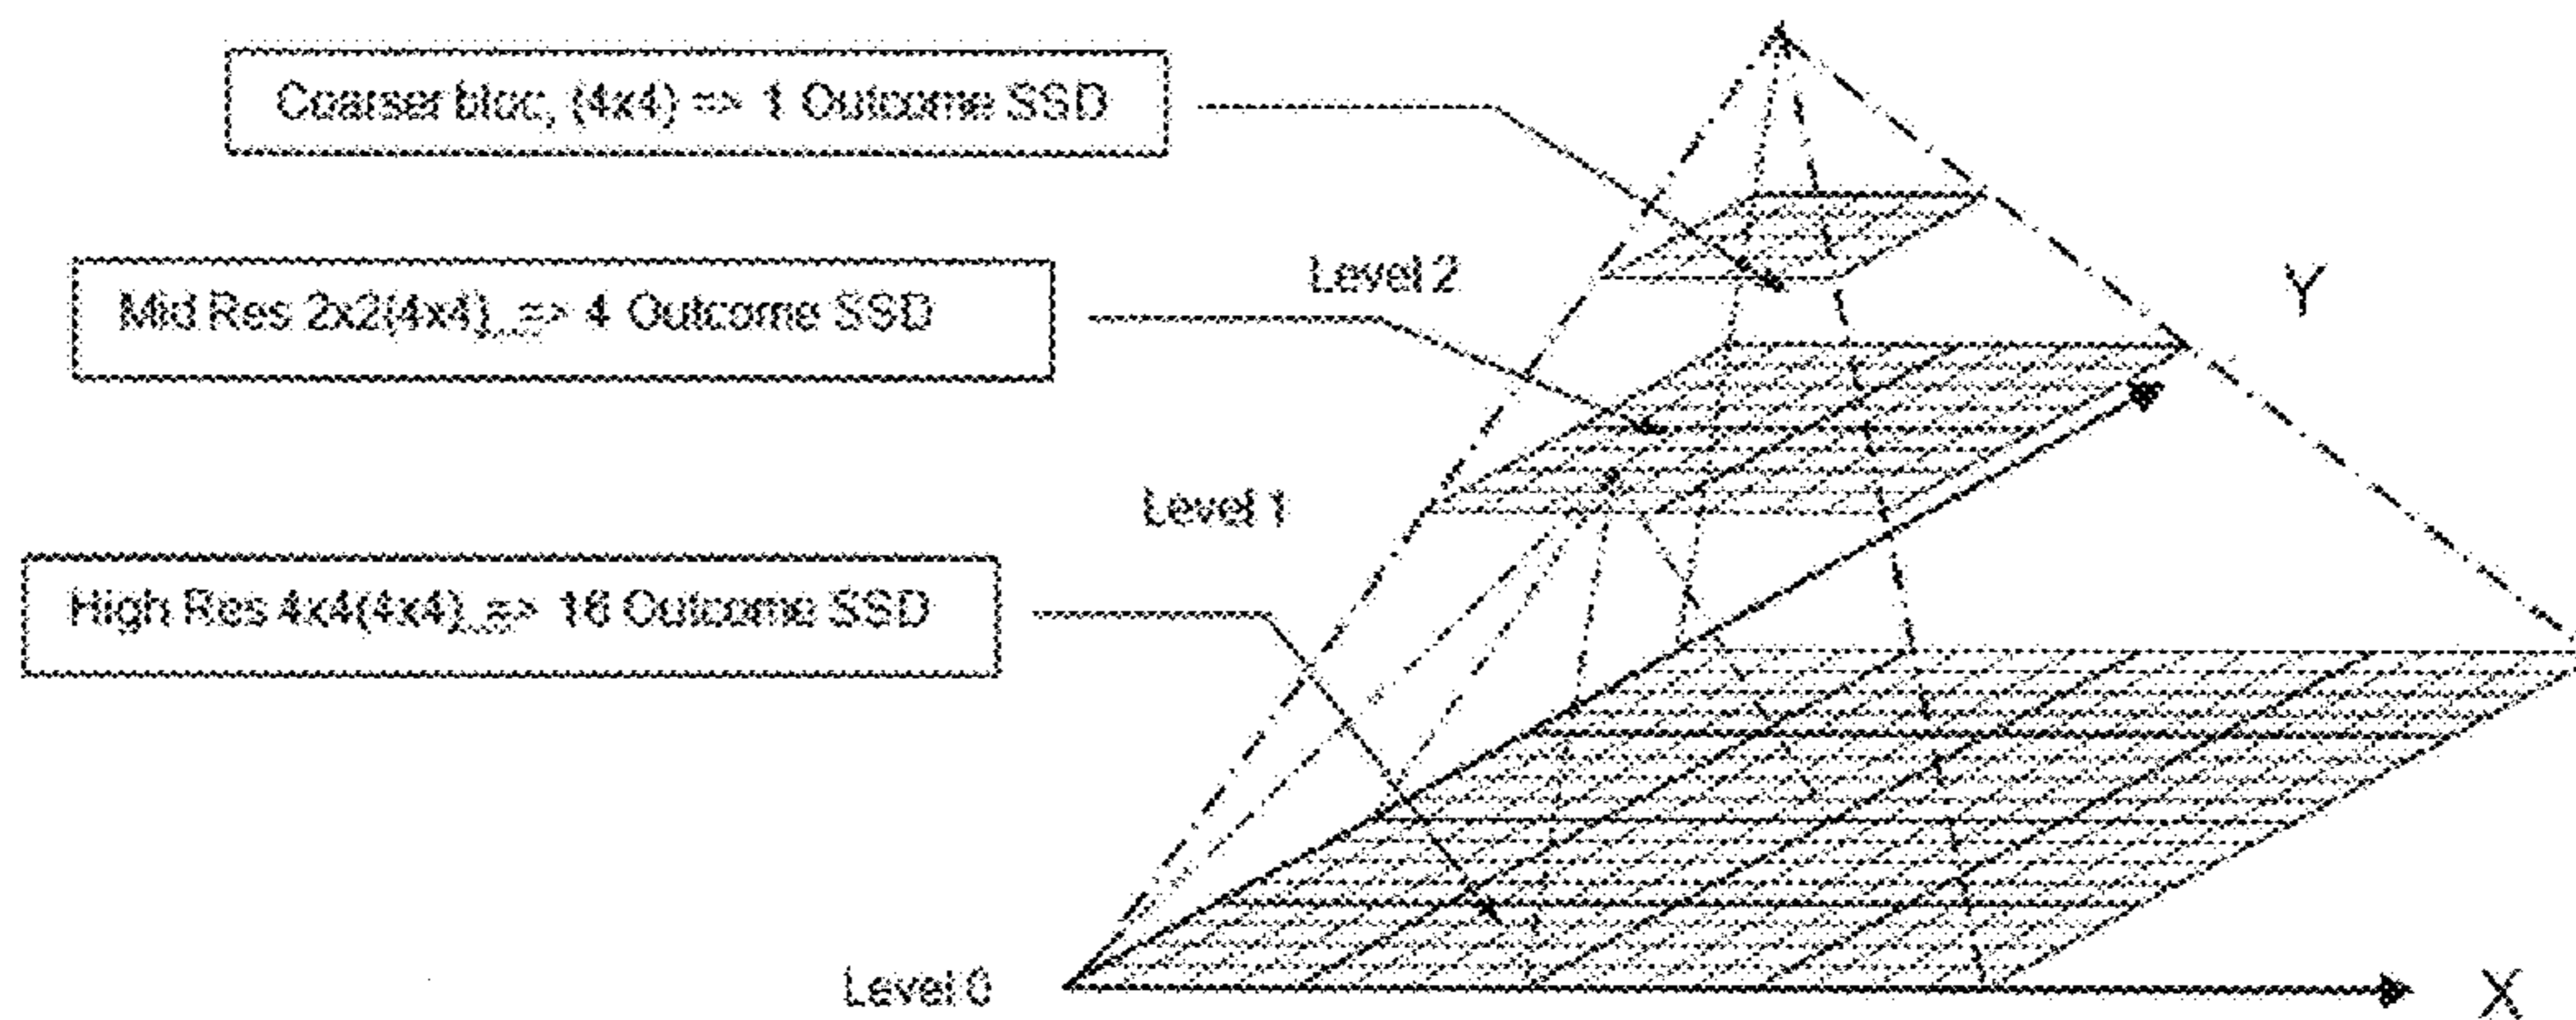 Coarser bloc, (4x4) => 1 Outcome SSD
Level 2
Y
Mid Res 2x2(4x4) => 4 Outcome SSD
Level 1
High Res 4x4(4x4) => 16 Outcome SSD
Level 0
X